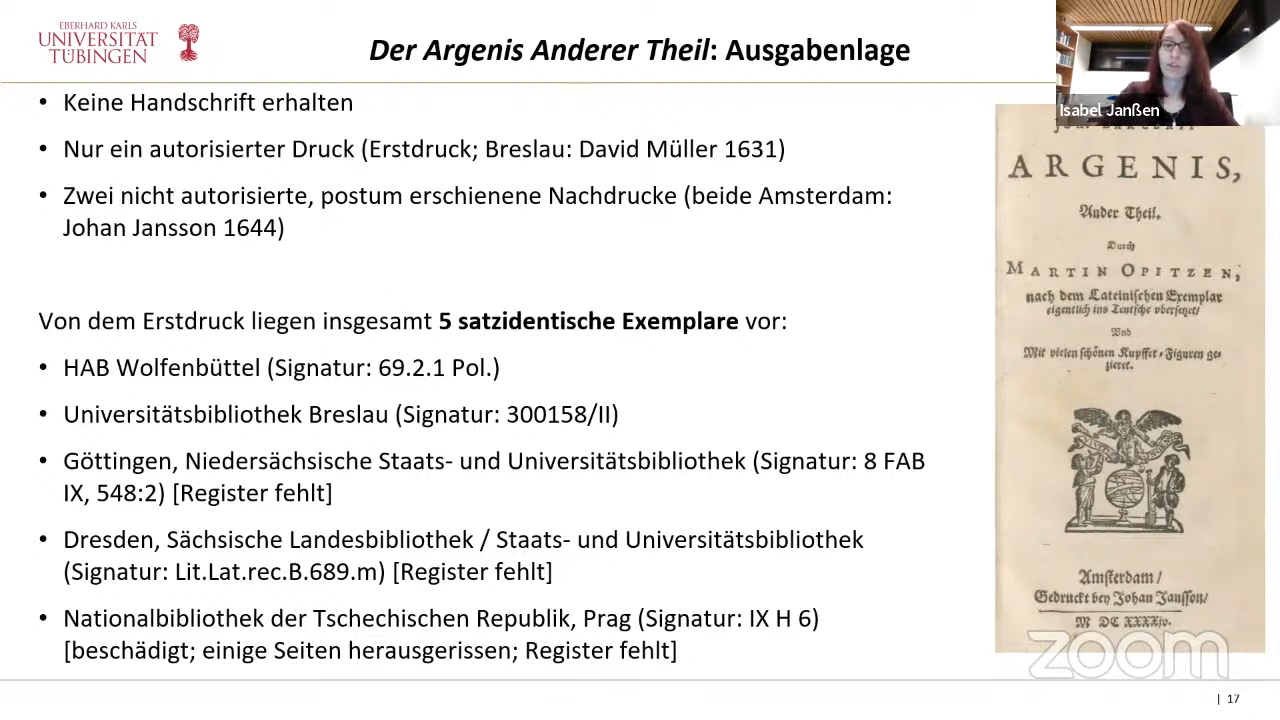 EBERHARD KARLS
UNIVERSITÄT
TÜBINGEN
Der Argenis Anderer Theil: Ausgabenlage
Isabel Janßen
• Keine Handschrift erhalten
• Nur ein autorisierter Druck (Erstdruck; Breslau: David Müller 1631)
• Zwei nicht autorisierte, postum erschienene Nachdrucke (beide Amsterdam:
Johan Jansson 1644)
Von dem Erstdruck liegen insgesamt 5 satzidentische Exemplare vor:
• HAB Wolfenbüttel (Signatur: 69.2.1 Pol.)
• Universitätsbibliothek Breslau (Signatur: 300158/II)
• Göttingen, Niedersächsische Staats- und Universitätsbibliothek (Signatur: 8 FAB
IX, 548:2) [Register fehlt]
• Dresden, Sächsische Landesbibliothek / Staats- und Universitätsbibliothek
(Signatur: Lit.Lat.rec.B.689.m) [Register fehlt]
• Nationalbibliothek der Tschechischen Republik, Prag (Signatur: IX H 6)
[beschädigt; einige Seiten herausgerissen; Register fehlt]
ARGENIS,
Ander Theil.
Durch
MARTIN OPITZEN,
nach dem Lateinischen Exemplar
eigentlich ins Teutsche vbersetzet/
Vnd
Mit vielen schönen Kupffer-Figuren ge-
zieret.
Amsterdam/
Gedruckt bey Johan Jansson/
M DC XXXXiv.
zoom
| 17